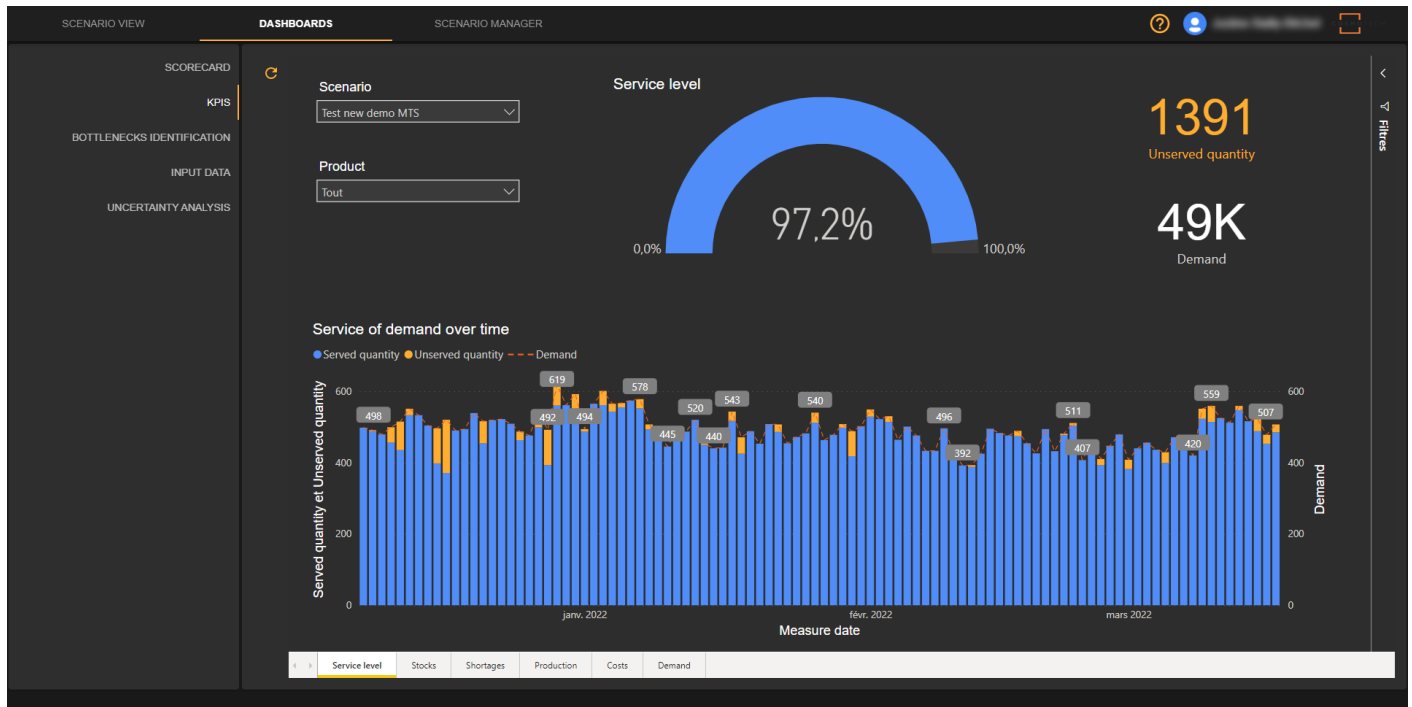 SCENARIO VIEW
DASHBOARDS
SCENARIO MANAGER
SCORECARD
KPIS
BOTTLENECKS IDENTIFICATION
INPUT DATA
UNCERTAINTY ANALYSIS
Scenario
Test new demo MTS
Product
Tout
Service level
97,2%
0,0%
100,0%
1391
Unserved quantity
49K
Demand
Filtres
Service of demand over time
Served quantity
Unserved quantity
Demand
Served quantity et Unserved quantity
600
400
200
0
498
492
619
494
578
445
520
440
543
540
496
392
511
407
420
559
507
600
400
200
0
Demand
janv. 2022
févr. 2022
mars 2022
Measure date
Service level
Stocks
Shortages
Production
Costs
Demand